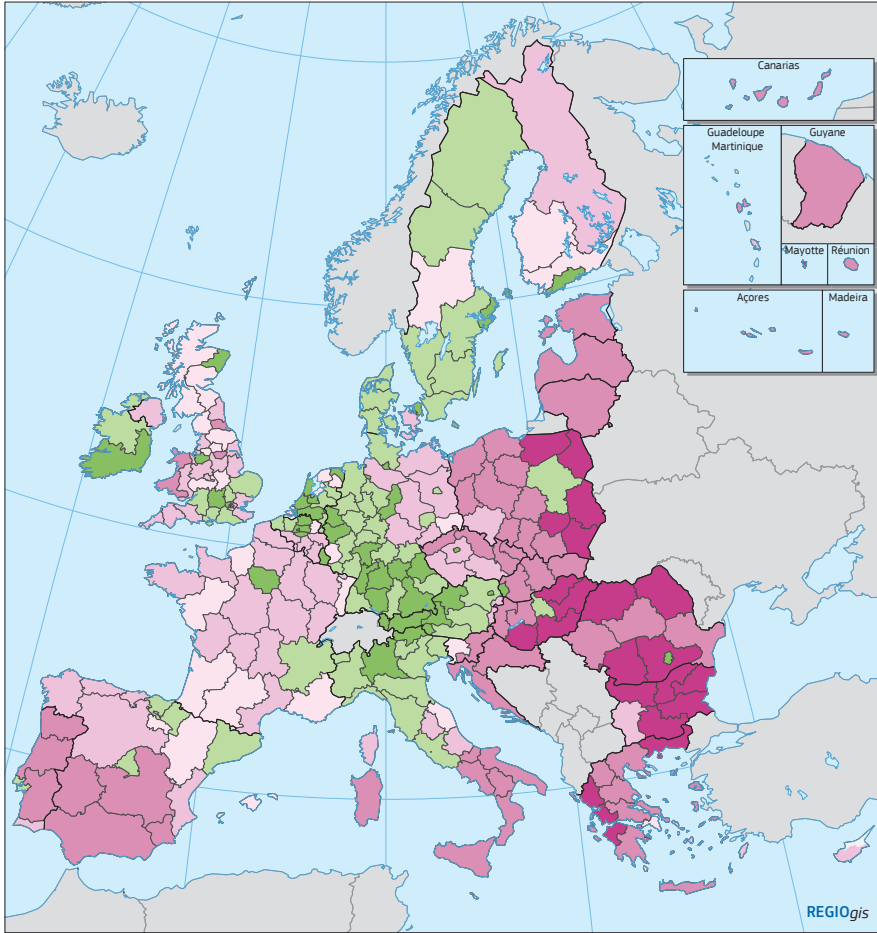 Canarias
Guadeloupe
Martinique
Guyane
Mayotte
Réunion
Açores
Madeira
REGIOgis